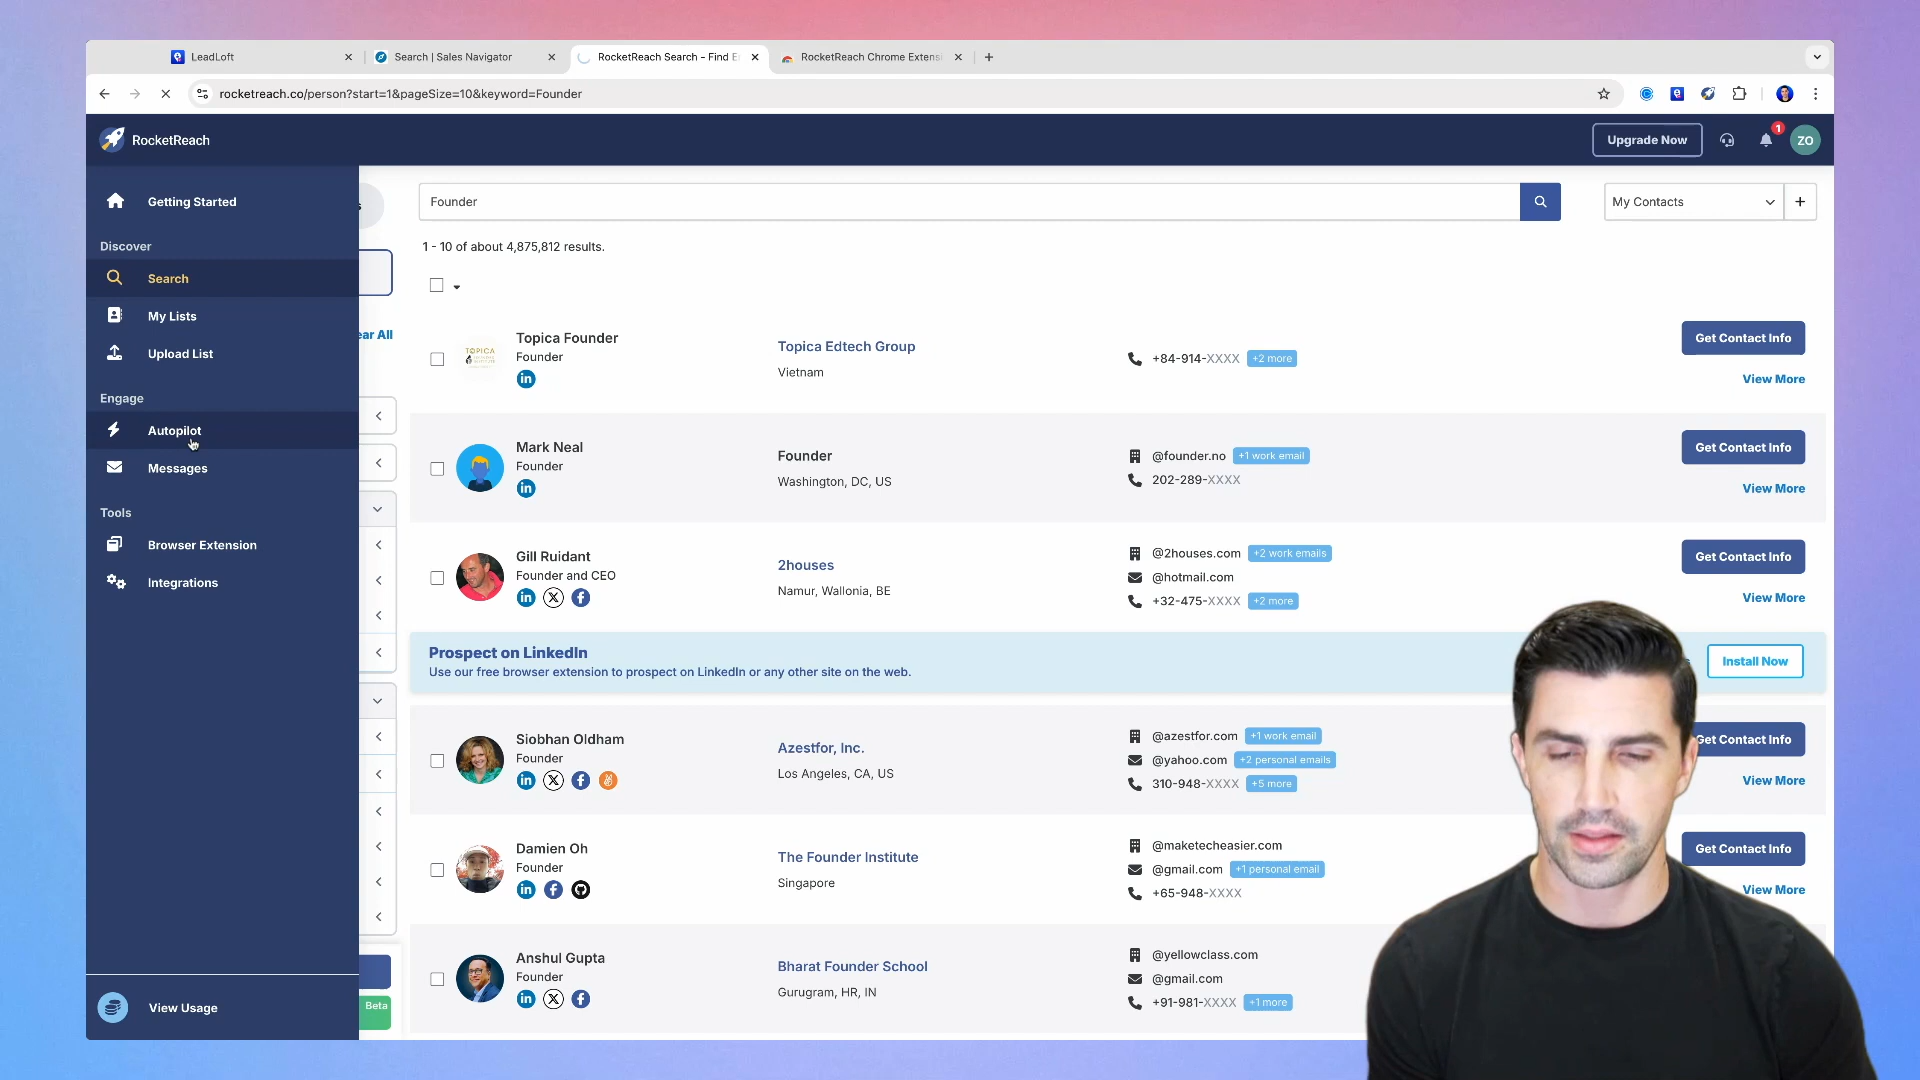 LeadLoft
Search | Sales Navigator
RocketReach Search - Find E
RocketReach Chrome Extens
rocketreach.co/person?start=1&pageSize=10&keyword=Founder
RocketReach
Upgrade Now
1
ZO
Getting Started
Discover
Search
My Lists
Upload List
Engage
Autopilot
Messages
Tools
Browser Extension
Integrations
View Usage
ear All
Beta
Founder
My Contacts
1 - 10 of about 4,875,812 results.
Topica Founder
Founder
Topica Edtech Group
Vietnam
+84-914-XXXX +2 more
Get Contact Info
View More
TOPICA
Mark Neal
Founder
Founder
Washington, DC, US
@founder.no +1 work email
202-289-XXXX
Get Contact Info
View More
Gill Ruidant
Founder and CEO
2houses
Namur, Wallonia, BE
@2houses.com +2 work emails
@hotmail.com
+32-475-XXXX +2 more
Get Contact Info
View More
Prospect on LinkedIn
Use our free browser extension to prospect on LinkedIn or any other site on the web.
Install Now
Siobhan Oldham
Founder
Azestfor, Inc.
Los Angeles, CA, US
@azestfor.com +1 work email
@yahoo.com +2 personal emails
310-948-XXXX +5 more
Get Contact Info
View More
Damien Oh
Founder
The Founder Institute
Singapore
@maketecheasier.com
@gmail.com +1 personal email
+65-948-XXXX
Get Contact Info
View More
Anshul Gupta
Founder
Bharat Founder School
Gurugram, HR, IN
@yellowclass.com
@gmail.com
+91-981-XXXX +1 more